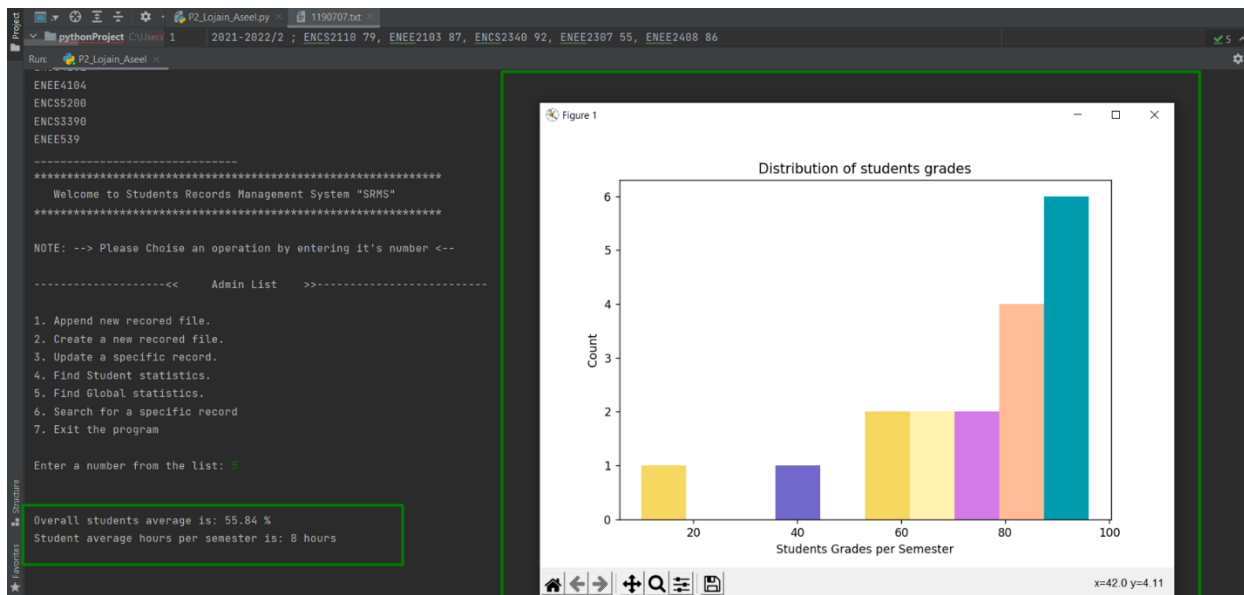 Project
P2_Lojain_Aseel.py
1190707.txt
pythonProject C:\Users
1
2021-2022/2 ; ENCS2110 79, ENEE2103 87, ENCS2340 92, ENEE2307 55, ENEE2408 86
5
Run: P2_Lojain_Aseel
ENEE4104
ENCS5200
ENCS3390
ENEE539
-------------------------------
**************************************************************
Welcome to Students Records Management System "SRMS"
**************************************************************
NOTE: --> Please Choise an operation by entering it's number <--
--------------------<< Admin List >>--------------------------
1. Append new recored file.
2. Create a new recored file.
3. Update a specific record.
4. Find Student statistics.
5. Find Global statistics.
6. Search for a specific record
7. Exit the program
Enter a number from the list: 5
Overall students average is: 55.84 %
Student average hours per semester is: 8 hours
Structure
Favorites
Figure 1
Distribution of students grades
Count
6
5
4
3
2
1
0
20 40 60 80 100
Students Grades per Semester
x=42.0 y=4.11